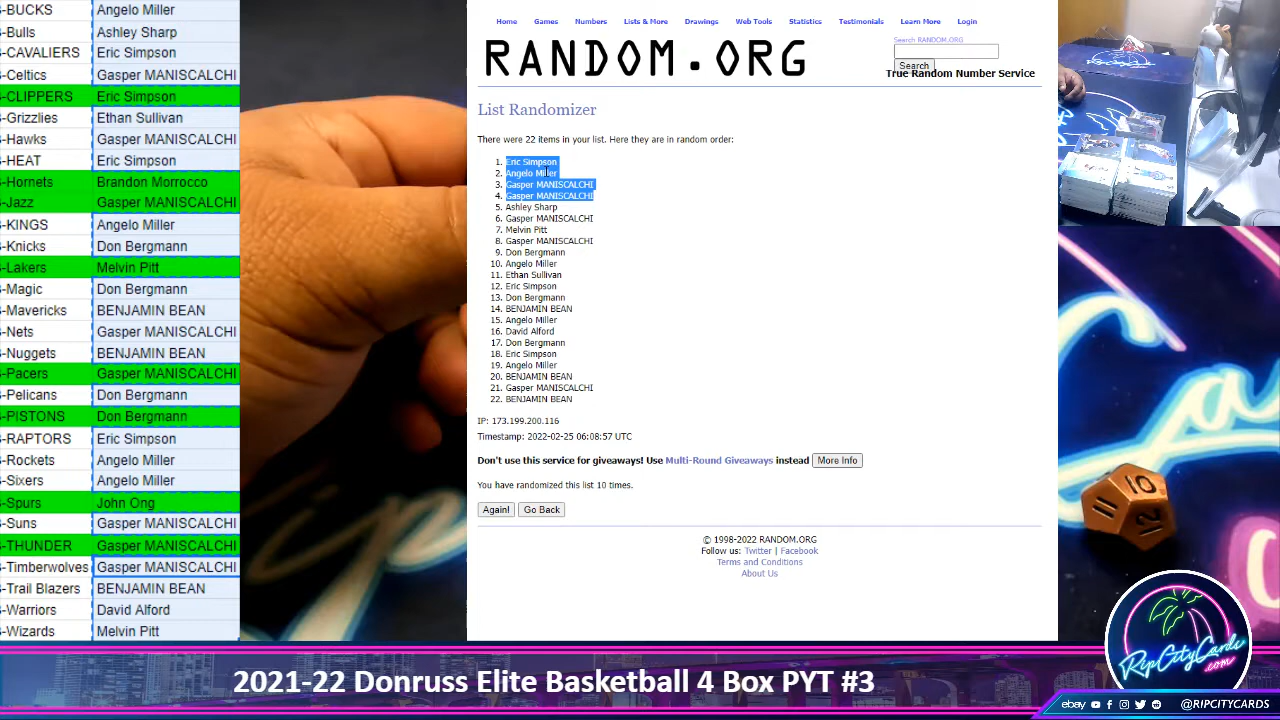 -BUCKS Angelo Miller
-Bulls Ashley Sharp
-CAVALIERS Eric Simpson
-Celtics Gasper MANISCALCHI
-CLIPPERS Eric Simpson
-Grizzlies Ethan Sullivan
-Hawks Gasper MANISCALCHI
-HEAT Eric Simpson
-Hornets Brandon Morrocco
-Jazz Gasper MANISCALCHI
-KINGS Angelo Miller
-Knicks Don Bergmann
-Lakers Melvin Pitt
-Magic Don Bergmann
-Mavericks BENJAMIN BEAN
-Nets Gasper MANISCALCHI
-Nuggets BENJAMIN BEAN
-Pacers Gasper MANISCALCHI
-Pelicans Don Bergmann
-PISTONS Don Bergmann
-RAPTORS Eric Simpson
-Rockets Angelo Miller
-Sixers Angelo Miller
-Spurs John Ong
-Suns Gasper MANISCALCHI
-THUNDER Gasper MANISCALCHI
-Timberwolves Gasper MANISCALCHI
-Trail Blazers BENJAMIN BEAN
-Warriors David Alford
-Wizards Melvin Pitt
Home Games Numbers Lists & More Drawings Web Tools Statistics Testimonials Learn More Login
RANDOM.ORG
Search RANDOM.ORG
Search
True Random Number Service
List Randomizer
There were 22 items in your list. Here they are in random order:
1. Eric Simpson
2. Angelo Miller
3. Gasper MANISCALCHI
4. Gasper MANISCALCHI
5. Ashley Sharp
6. Gasper MANISCALCHI
7. Melvin Pitt
8. Gasper MANISCALCHI
9. Don Bergmann
10. Angelo Miller
11. Ethan Sullivan
12. Eric Simpson
13. Don Bergmann
14. BENJAMIN BEAN
15. Angelo Miller
16. David Alford
17. Don Bergmann
18. Eric Simpson
19. Angelo Miller
20. BENJAMIN BEAN
21. Gasper MANISCALCHI
22. BENJAMIN BEAN
IP: 173.199.200.116
Timestamp: 2022-02-25 06:08:57 UTC
Don't use this service for giveaways! Use Multi-Round Giveaways instead More Info
You have randomized this list 10 times.
Again! Go Back
© 1998-2022 RANDOM.ORG
Follow us: Twitter | Facebook
Terms and Conditions
About Us
10
RipCityCards
.com
2021-22 Donruss Elite Basketball 4 Box PYT #3
ebay @RIPCITYCARDS